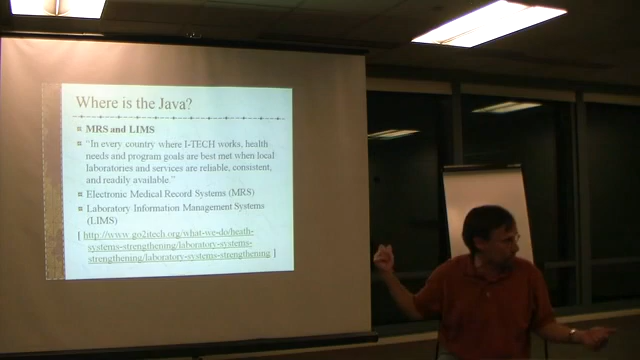 Where is the Java?
MRS and LIMS
"In every country where I-TECH works, health
needs and program goals are best met when local
laboratories and services are reliable, consistent,
and readily available."
Electronic Medical Record Systems (MRS)
Laboratory Information Management Systems
(LIMS)
[ http://www.go2itech.org/what-we-do/heath-
systems-strengthening/laboratory-systems-
strengthening/laboratory-systems-strengthening ]